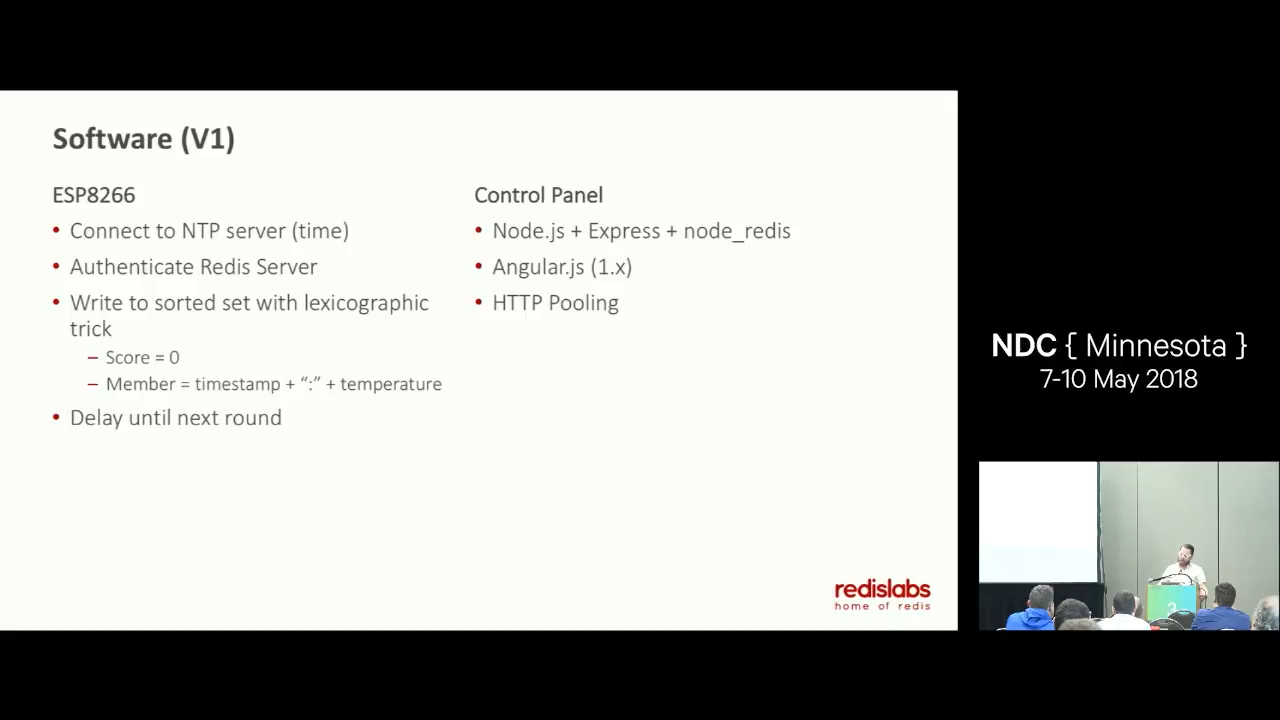 Software (V1)
ESP8266
• Connect to NTP server (time)
• Authenticate Redis Server
• Write to sorted set with lexicographic
trick
– Score = 0
– Member = timestamp + “:” + temperature
• Delay until next round
Control Panel
• Node.js + Express + node_redis
• Angular.js (1.x)
• HTTP Pooling
redislabs
home of redis
NDC { Minnesota }
7-10 May 2018